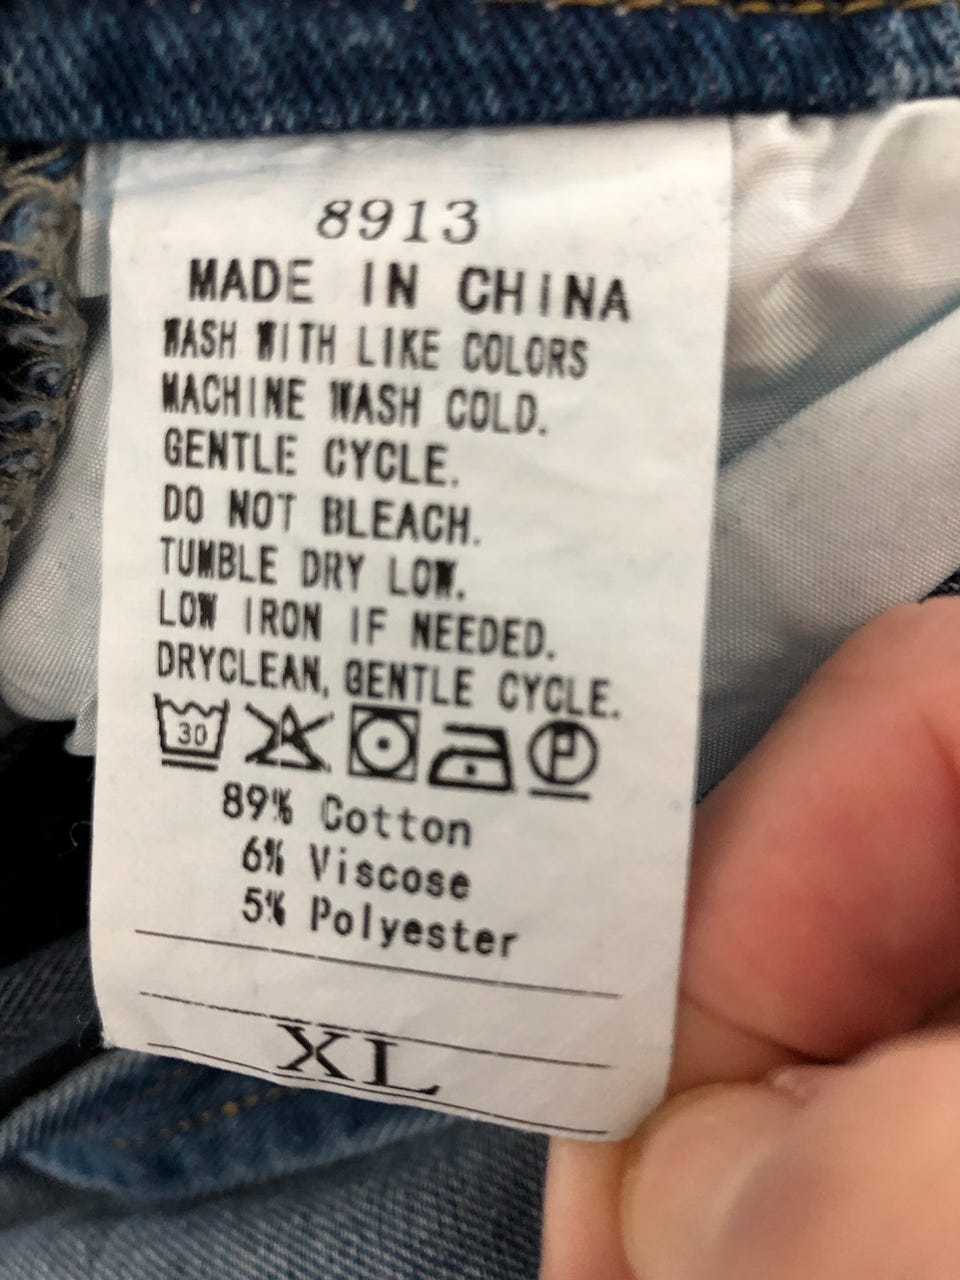 8913
MADE IN CHINA
WASH WITH LIKE COLORS
MACHINE WASH COLD.
GENTLE CYCLE.
DO NOT BLEACH.
TUMBLE DRY LOW.
LOW IRON IF NEEDED.
DRYCLEAN, GENTLE CYCLE.
30 P
89% Cotton
6% Viscose
5% Polyester
XL